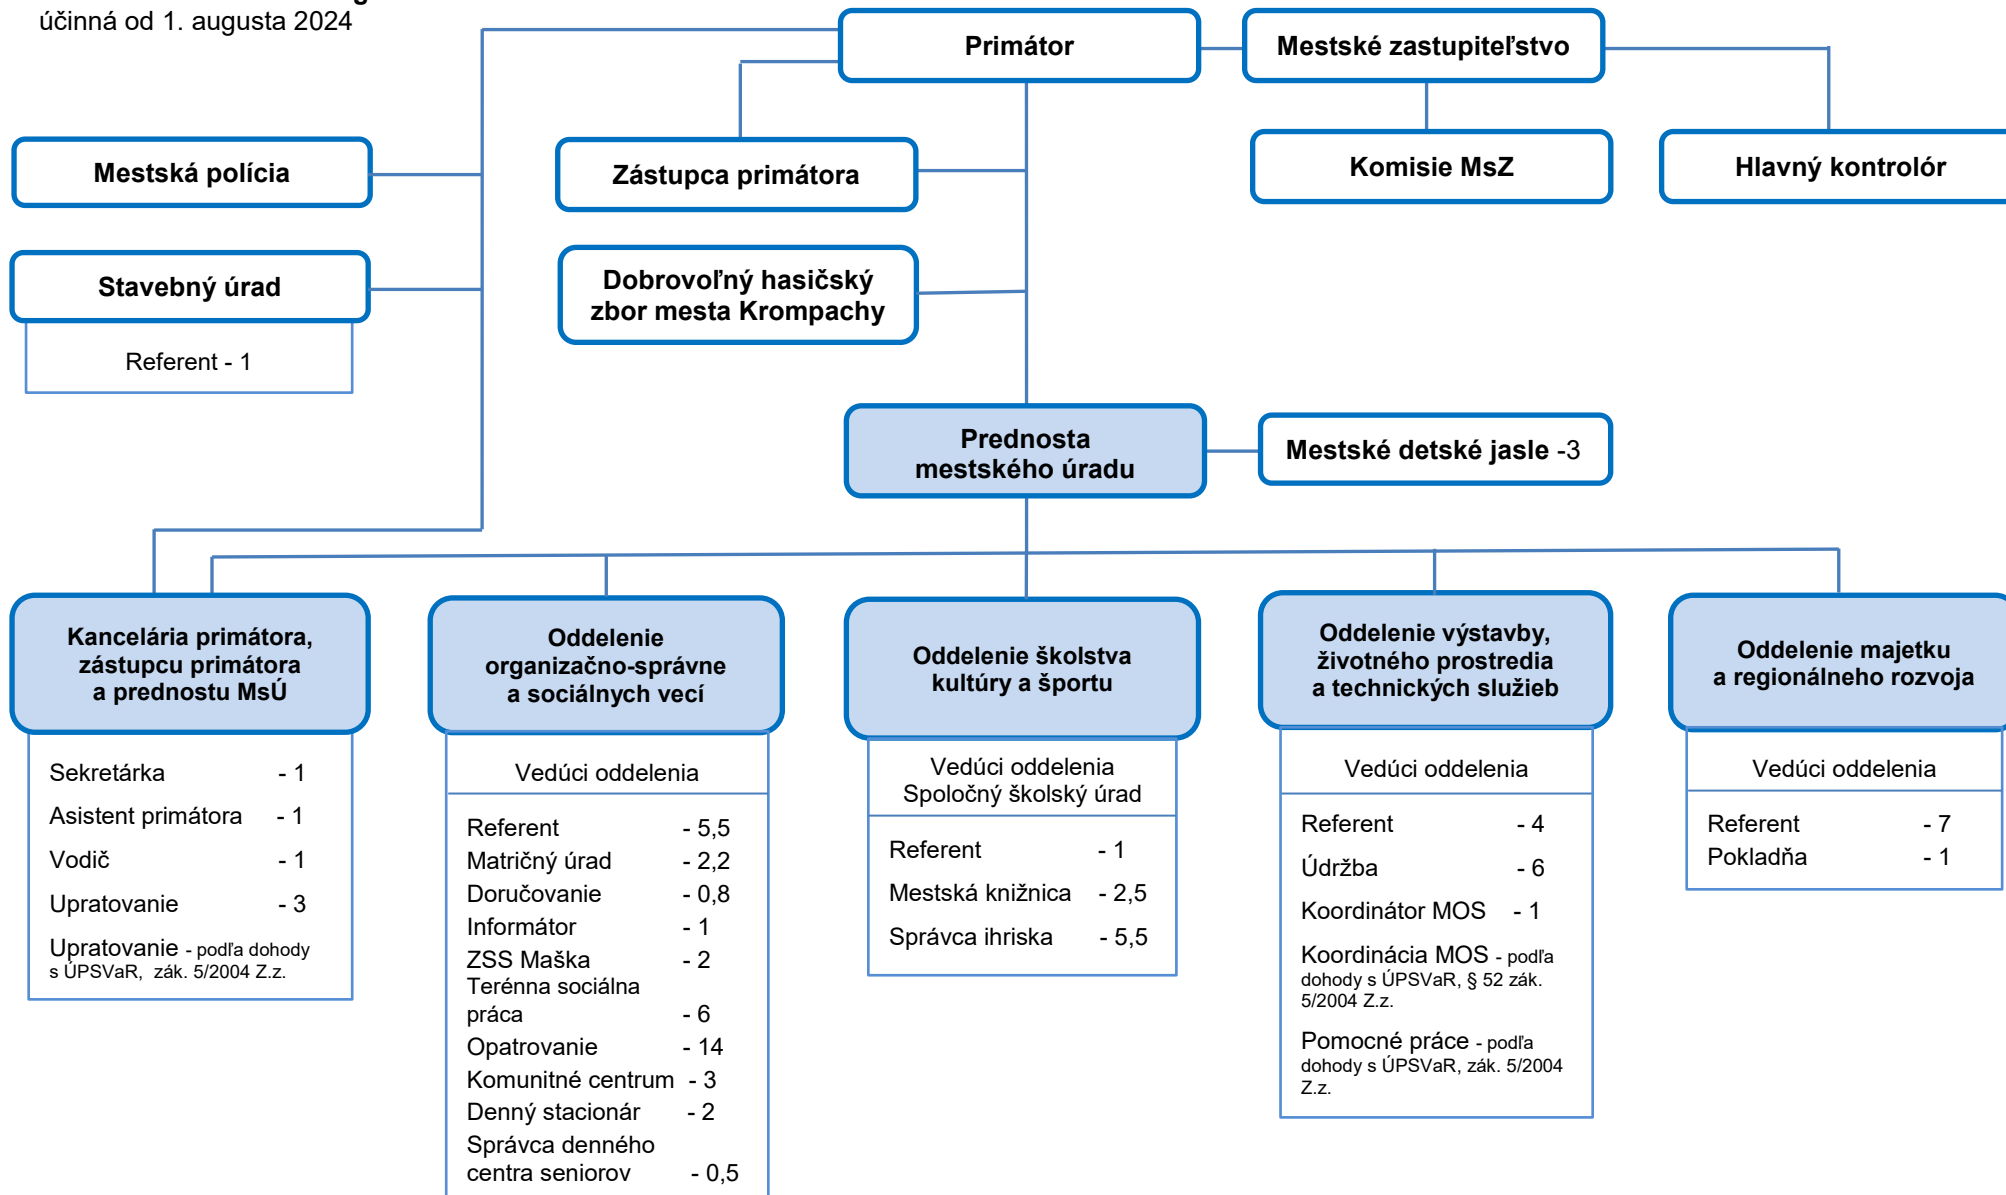 účinná od 1. augusta 2024
Primátor
Mestské zastupiteľstvo
Mestská polícia
Zástupca primátora
Komisie MsZ
Hlavný kontrolór
Stavebný úrad
Referent - 1
Dobrovoľný hasičský
zbor mesta Krompachy
Prednosta
mestského úradu
Mestské detské jasle -3
Kancelária primátora,
zástupcu primátora
a prednostu MsÚ
Sekretárka - 1
Asistent primátora - 1
Vodič - 1
Upratovanie - 3
Upratovanie - podľa dohody
s ÚPSVaR, zák. 5/2004 Z.z.
Oddelenie
organizačno-správne
a sociálnych vecí
Vedúci oddelenia
Referent - 5,5
Matričný úrad - 2,2
Doručovanie - 0,8
Informátor - 1
ZSS Maška - 2
Terénna sociálna
práca - 6
Opatrovanie - 14
Komunitné centrum - 3
Denný stacionár - 2
Správca denného
centra seniorov - 0,5
Oddelenie školstva
kultúry a športu
Vedúci oddelenia
Spoločný školský úrad
Referent - 1
Mestská knižnica - 2,5
Správca ihriska - 5,5
Oddelenie výstavby,
životného prostredia
a technických služieb
Vedúci oddelenia
Referent - 4
Údržba - 6
Koordinátor MOS - 1
Koordinácia MOS - podľa
dohody s ÚPSVaR, § 52 zák.
5/2004 Z.z.
Pomocné práce - podľa
dohody s ÚPSVaR, zák. 5/2004
Z.z.
Oddelenie majetku
a regionálneho rozvoja
Vedúci oddelenia
Referent - 7
Pokladňa - 1